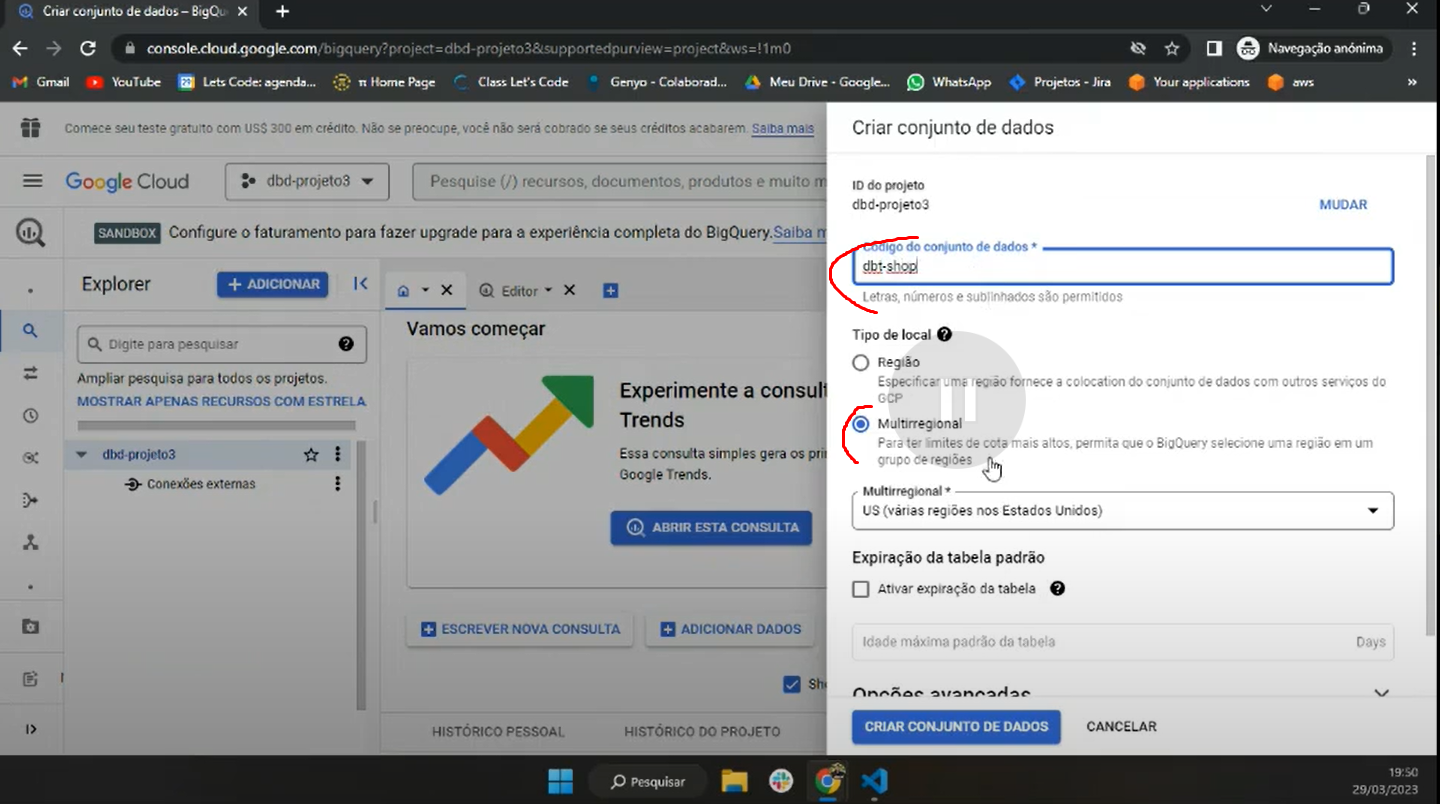 Criar conjunto de dados – BigQu
console.cloud.google.com/bigquery?project=dbd-projeto3&supportedpurview=project&ws=!1m0
Navegação anônima
Gmail
YouTube
Lets Code: agenda...
π Home Page
Class Let's Code
Genyo - Colaborad...
Meu Drive - Google...
WhatsApp
Projetos - Jira
Your applications
aws
»
Comece seu teste gratuito com US$ 300 em crédito. Não se preocupe, você não será cobrado se seus créditos acabarem. Saiba mais
Google Cloud
dbd-projeto3
Pesquise (/) recursos, documentos, produtos e muito m
SANDBOX Configure o faturamento para fazer upgrade para a experiência completa do BigQuery. Saiba m
Explorer
+ ADICIONAR
Digite para pesquisar
Ampliar pesquisa para todos os projetos.
MOSTRAR APENAS RECURSOS COM ESTRELA
dbd-projeto3
Conexões externas
Editor
Vamos começar
Experimente a consult
Trends
Essa consulta simples gera os prin
Google Trends.
ABRIR ESTA CONSULTA
ESCREVER NOVA CONSULTA
ADICIONAR DADOS
Sho
HISTÓRICO PESSOAL
HISTÓRICO DO PROJETO
Criar conjunto de dados
ID do projeto
dbd-projeto3
MUDAR
Código do conjunto de dados *
dbt-shop
Letras, números e sublinhados são permitidos
Tipo de local
Região
Especificar uma região fornece a colocation do conjunto de dados com outros serviços do
GCP
Multirregional
Para ter limites de cota mais altos, permita que o BigQuery selecione uma região em um
grupo de regiões
Multirregional *
US (várias regiões nos Estados Unidos)
Expiração da tabela padrão
Ativar expiração da tabela
Idade máxima padrão da tabela
Days
Opções avançadas
CRIAR CONJUNTO DE DADOS
CANCELAR
Pesquisar
19:50
29/03/2023